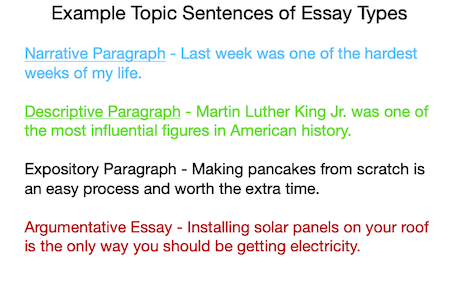 Example Topic Sentences of Essay Types
Narrative Paragraph - Last week was one of the hardest
weeks of my life.
Descriptive Paragraph - Martin Luther King Jr. was one of
the most influential figures in American history.
Expository Paragraph - Making pancakes from scratch is
an easy process and worth the extra time.
Argumentative Essay - Installing solar panels on your roof
is the only way you should be getting electricity.